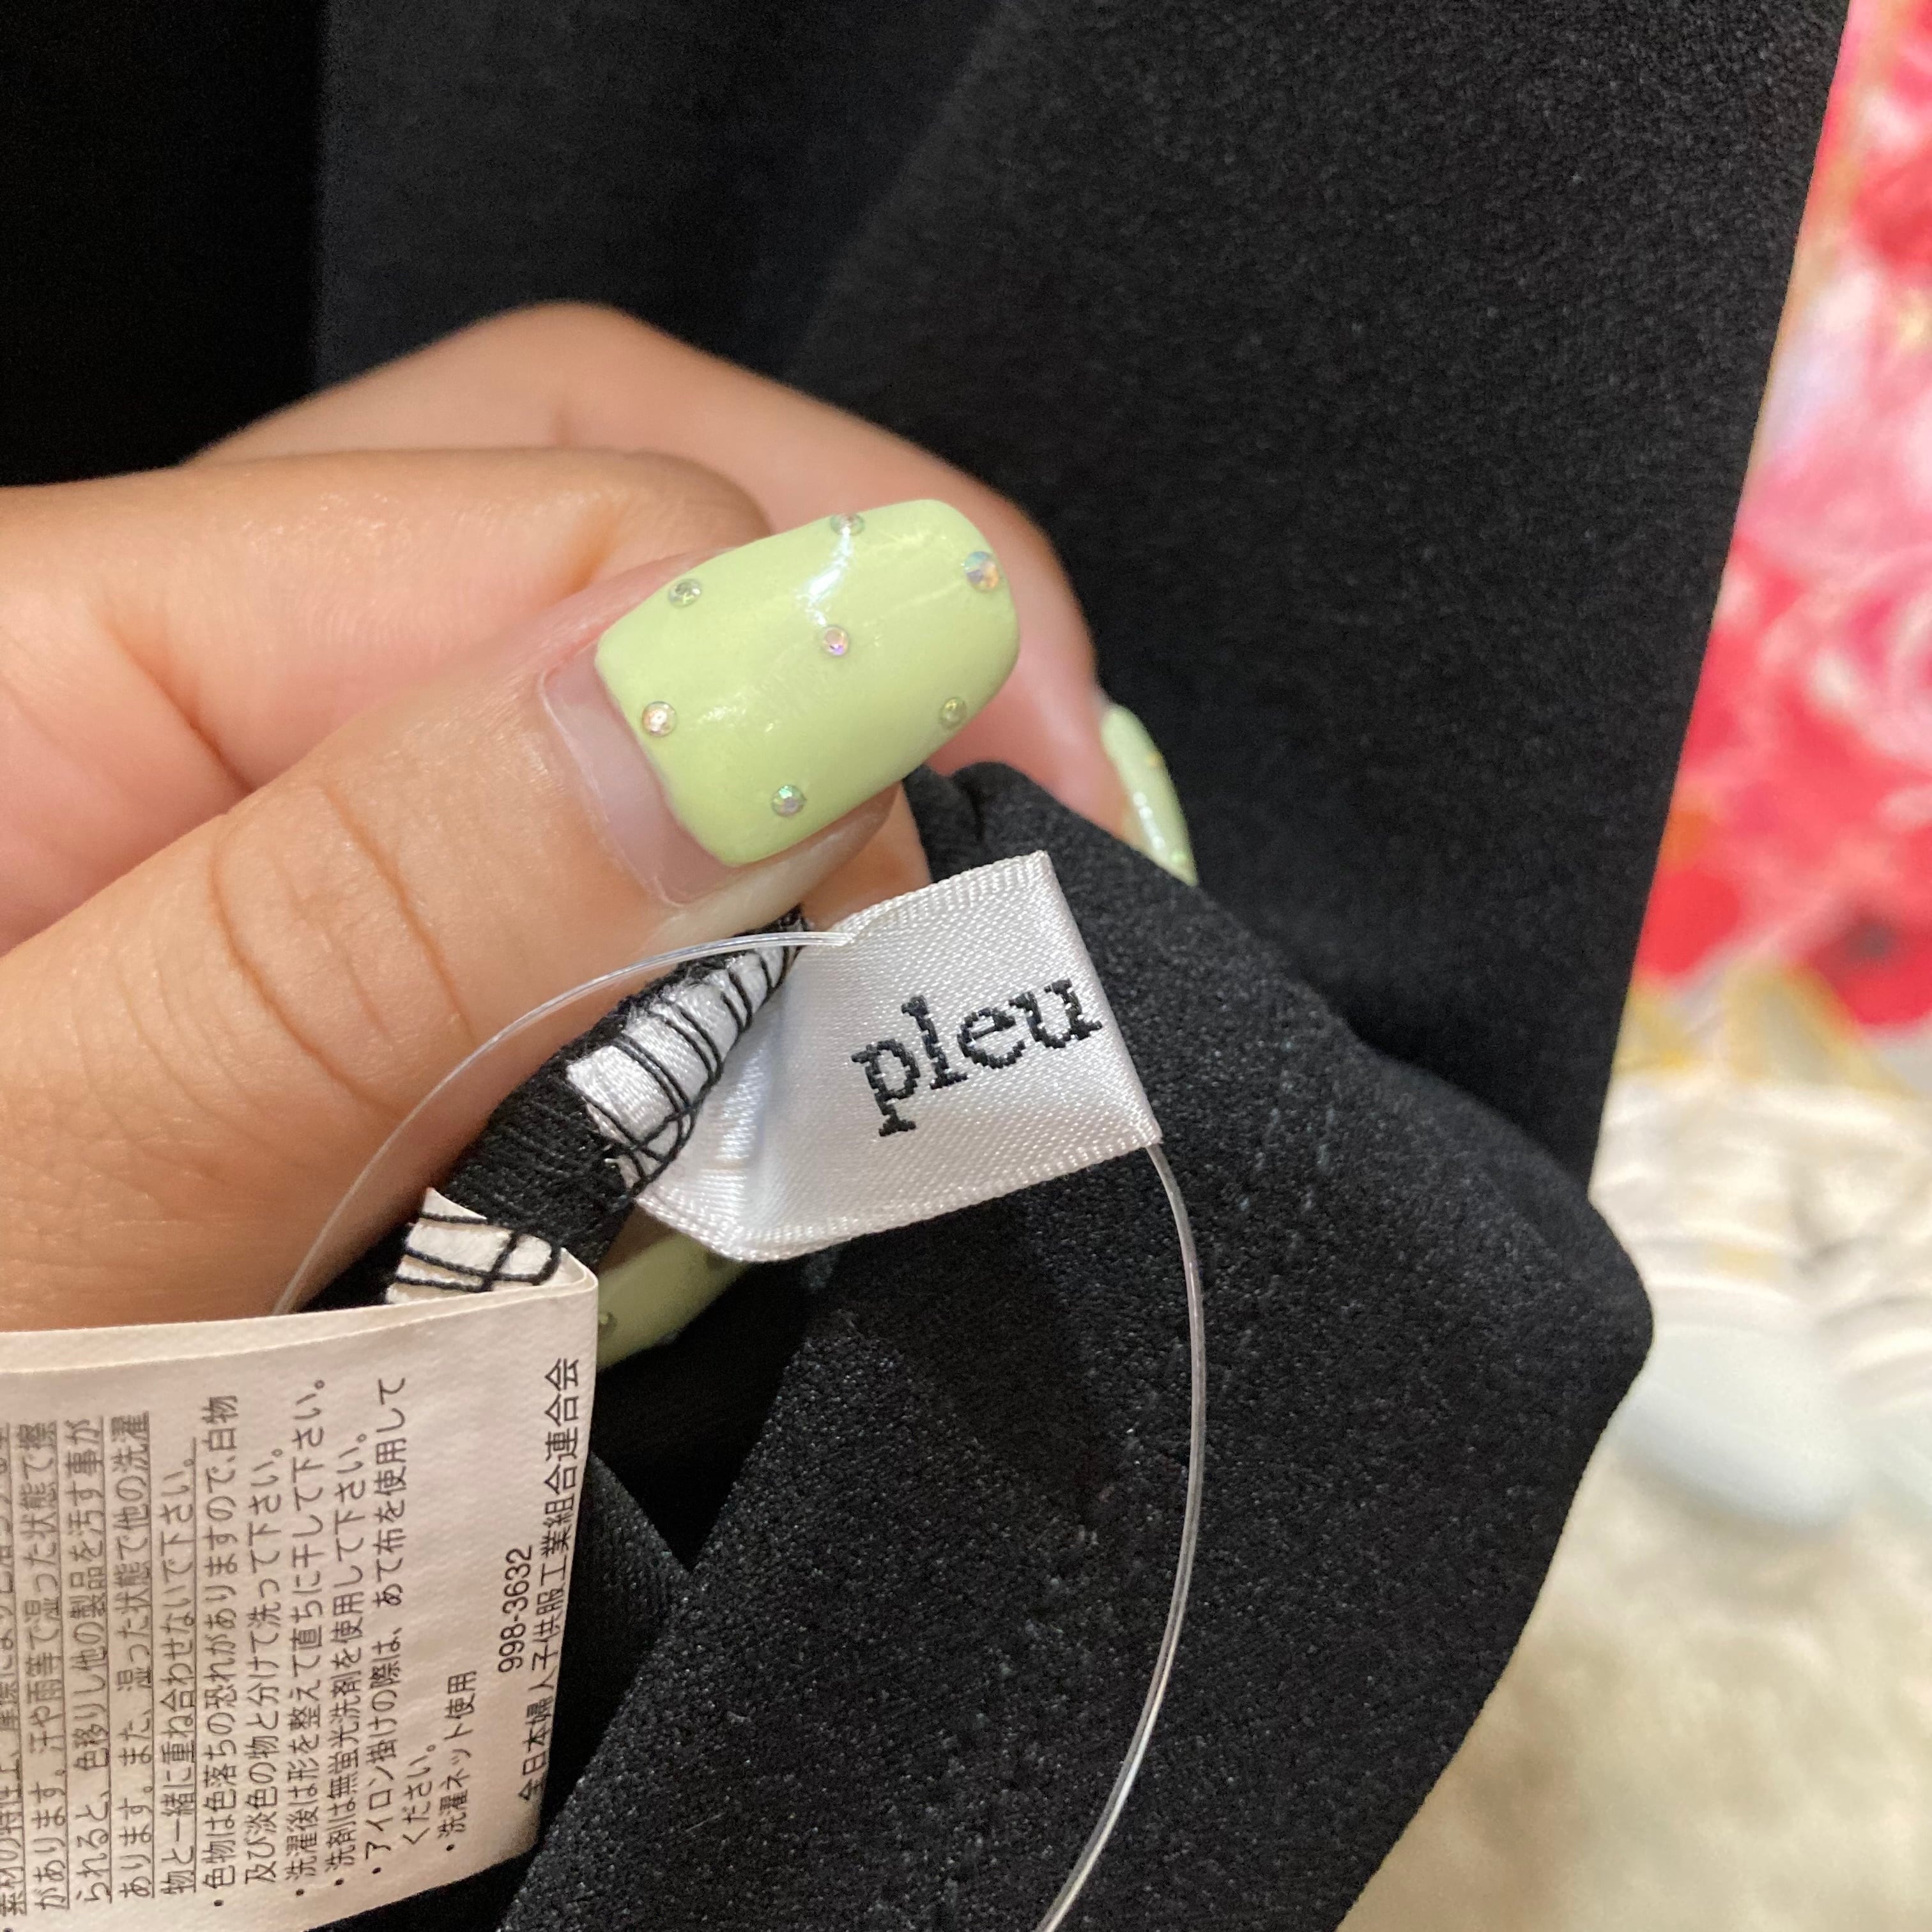 pleu
があります。汗や雨等で湿った状態で擦
られると、色移りし他の製品を汚す事が
あります。また、湿った状態で他の洗濯
物と一緒に重ね合わせないで下さい。
・色物は色落ちの恐れがありますので、白物
及び淡色の物と分けて洗って下さい。
・洗濯後は形を整えて直ちに干して下さい。
・洗剤は無蛍光洗剤を使用して下さい。
・アイロン掛けの際は、あて布を使用して
ください。
・洗濯ネット使用
998-3632
全日本婦人子供服工業組合連合会